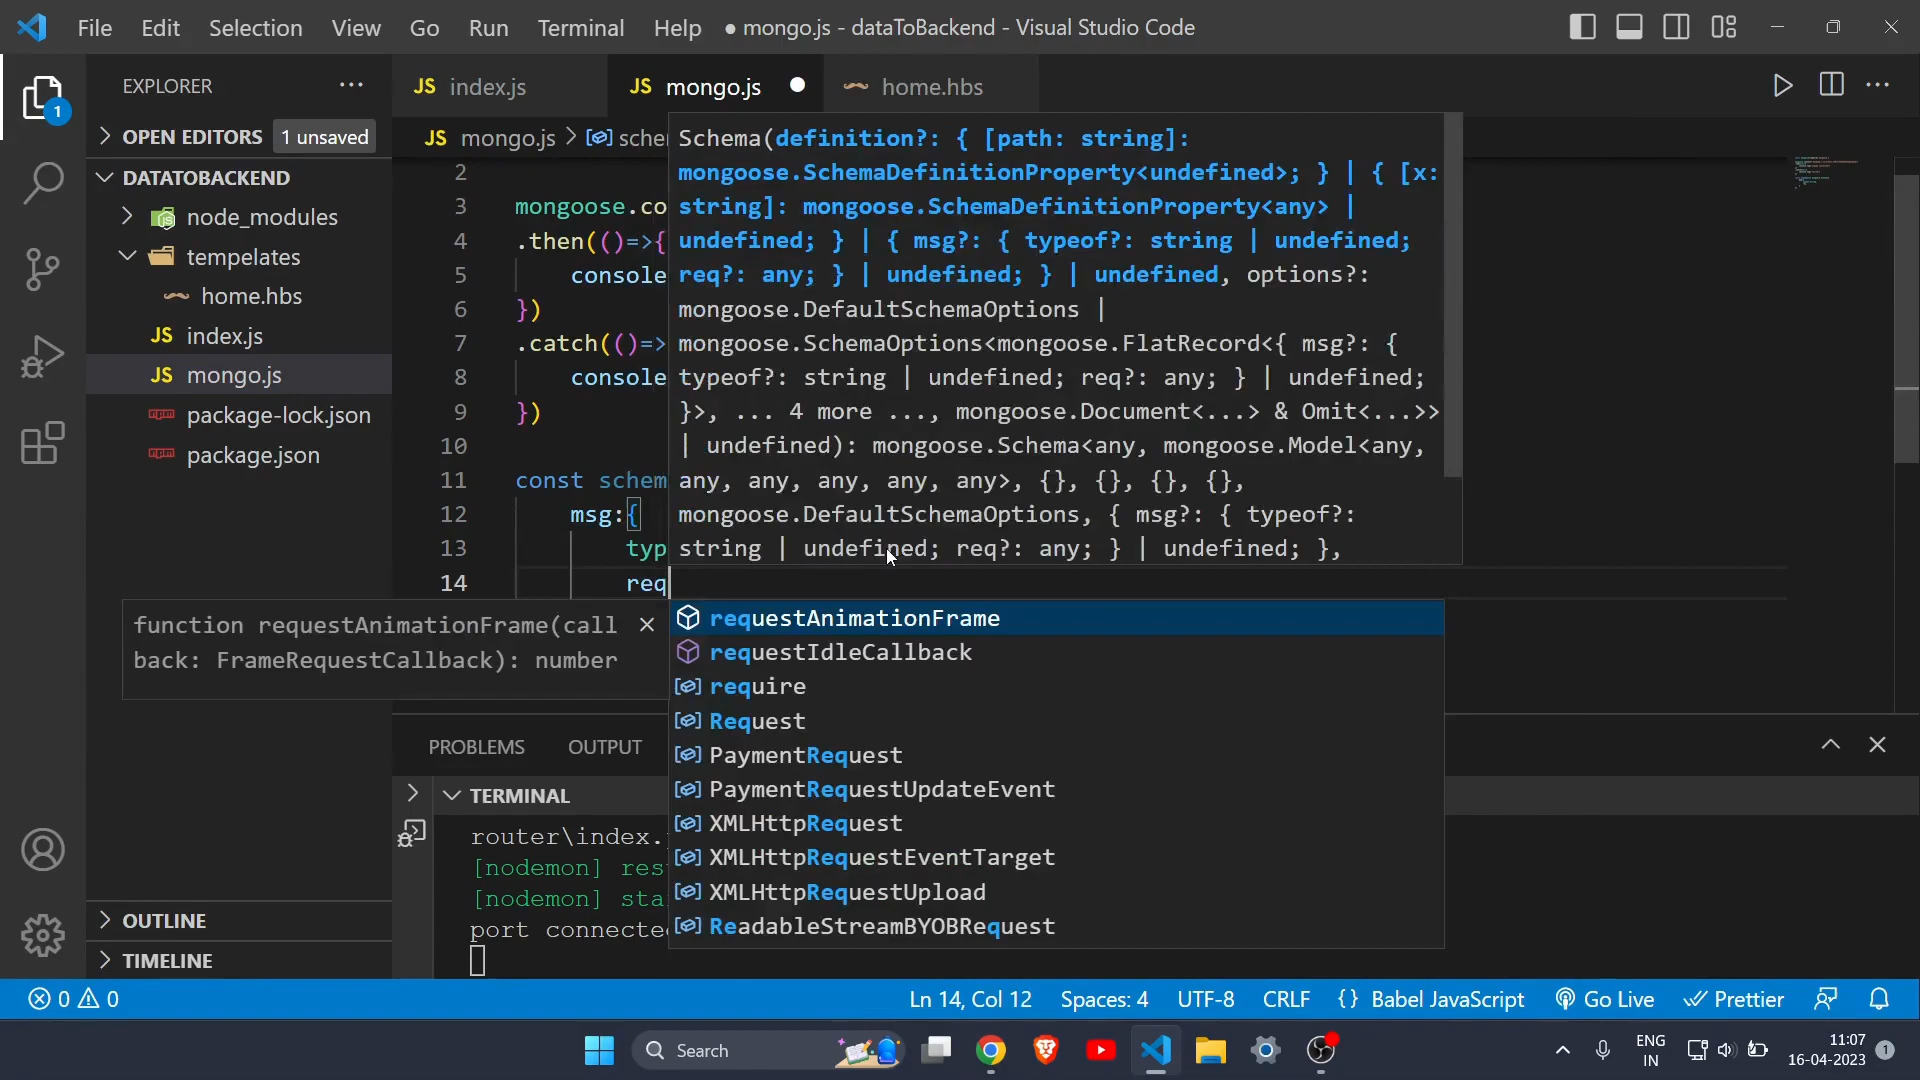 File Edit Selection View Go Run Terminal Help ● mongo.js - dataToBackend - Visual Studio Code
EXPLORER
JS index.js
JS mongo.js
home.hbs
OPEN EDITORS 1 unsaved
JS mongo.js > schem
DATATOBACKEND
node_modules
tempelates
home.hbs
JS index.js
JS mongo.js
package-lock.json
package.json
OUTLINE
TIMELINE
2
3 mongoose.co
4 .then(()=>{
5 console
6 })
7 .catch(()=>
8 console
9 })
10
11 const schem
12 msg:{
13 typ
14 req
Schema(definition?: { [path: string]:
mongoose.SchemaDefinitionProperty<undefined>; } | { [x:
string]: mongoose.SchemaDefinitionProperty<any> |
undefined; } | { msg?: { typeof?: string | undefined;
req?: any; } | undefined; } | undefined, options?:
mongoose.DefaultSchemaOptions |
mongoose.SchemaOptions<mongoose.FlatRecord<{ msg?: {
typeof?: string | undefined; req?: any; } | undefined;
}>, ... 4 more ..., mongoose.Document<...> & Omit<...>>
| undefined): mongoose.Schema<any, mongoose.Model<any,
any, any, any, any, any>, {}, {}, {}, {},
mongoose.DefaultSchemaOptions, { msg?: { typeof?:
string | undefined; req?: any; } | undefined; },
function requestAnimationFrame(call
back: FrameRequestCallback): number
requestAnimationFrame
requestIdleCallback
require
Request
PaymentRequest
PaymentRequestUpdateEvent
XMLHttpRequest
XMLHttpRequestEventTarget
XMLHttpRequestUpload
ReadableStreamBYOBRequest
PROBLEMS OUTPUT
TERMINAL
router\index.
[nodemon] res
[nodemon] sta
port connecte
1
0 0
Ln 14, Col 12 Spaces: 4 UTF-8 CRLF {} Babel JavaScript Go Live Prettier
Search
ENG
IN
11:07
16-04-2023
1